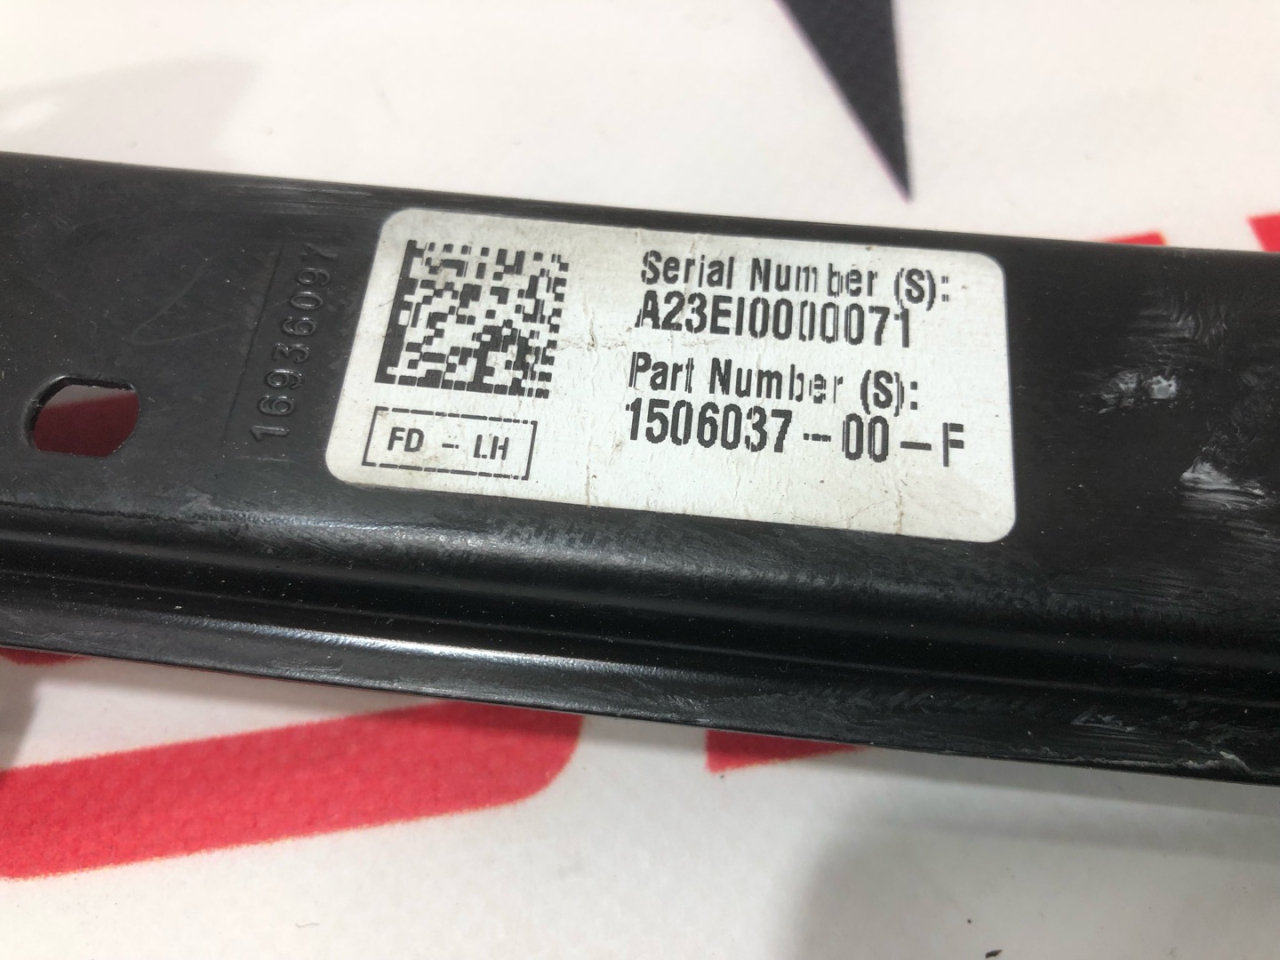 16936097
Serial Number (S):
A23EI0000071
Part Number (S):
1506037-00-F
FD - LH